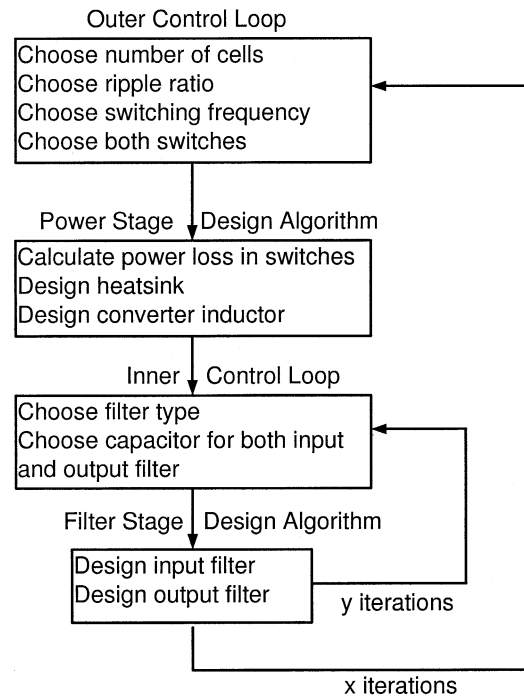 Outer Control Loop
Choose number of cells
Choose ripple ratio
Choose switching frequency
Choose both switches
Power Stage Design Algorithm
Calculate power loss in switches
Design heatsink
Design converter inductor
Inner Control Loop
Choose filter type
Choose capacitor for both input
and output filter
Filter Stage Design Algorithm
Design input filter
Design output filter
y iterations
x iterations